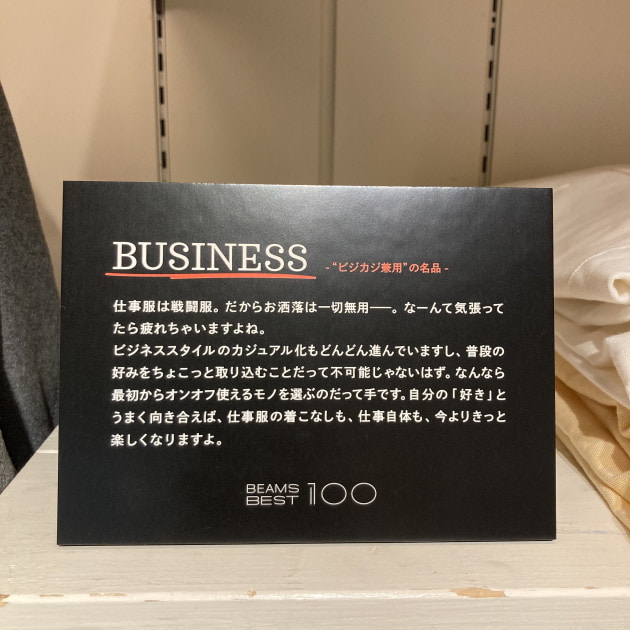 BUSINESS -“ビジカジ兼用”の名品-
仕事服は戦闘服。だからお洒落は一切無用──。なーんて気張って
たら疲れちゃいますよね。
ビジネススタイルのカジュアル化もどんどん進んでいますし、普段の
好みをちょこっと取り込むことだって不可能じゃないはず。なんなら
最初からオンオフ使えるモノを選ぶのだって手です。自分の「好き」と
うまく向き合えば、仕事服の着こなしも、仕事自体も、今よりきっと
楽しくなりますよ。
BEAMS
BEST 100